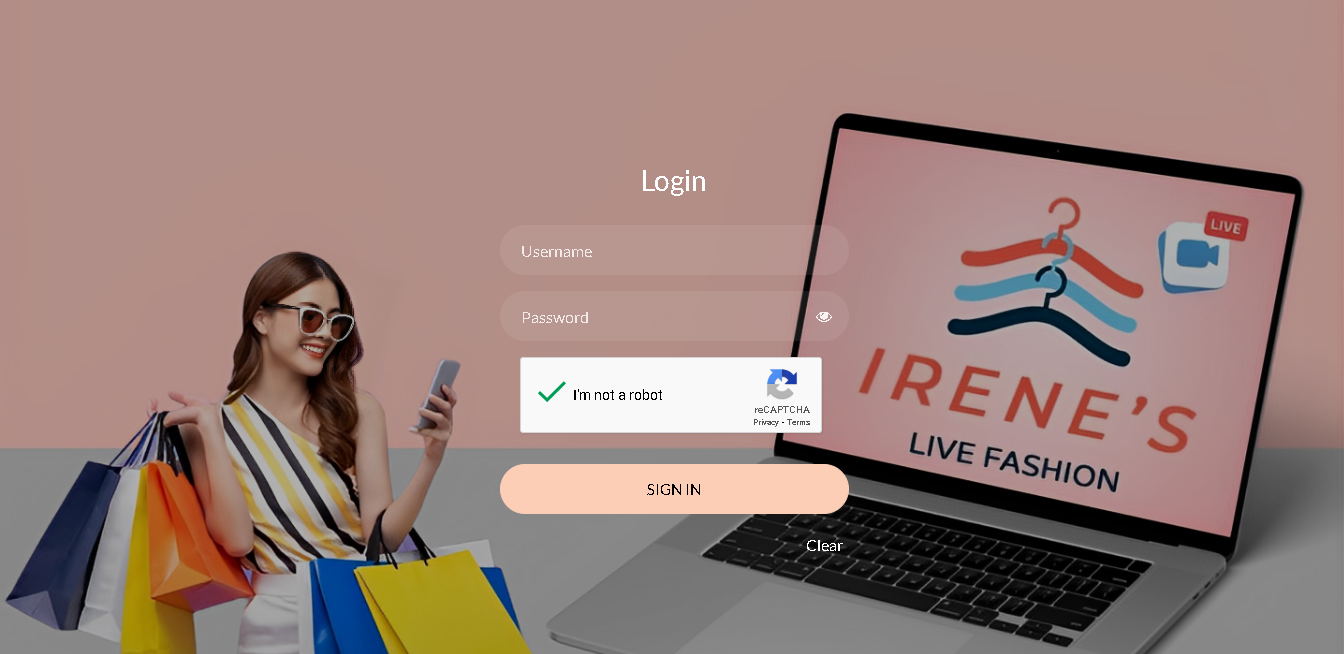 Login
Username
Password
I'm not a robot
reCAPTCHA
Privacy - Terms
SIGN IN
Clear
LIVE
IRENE'S
LIVE FASHION